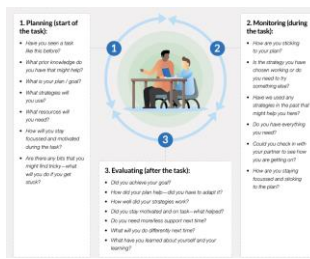 1. Planning (start of
the task):
• Have you seen a task
like this before?
• What prior knowledge do
you have that might help?
• What is your plan / goal?
• What strategies will
you use?
• What resources will
you need?
• How will you stay
focussed and motivated
during the task?
• Are there any bits that you
might find tricky—what
will you do if you get
stuck?
1
2
3
2. Monitoring (during
the task):
• How are you sticking
to your plan?
• Is the strategy you have
chosen working or do
you need to try
something else?
• Have you used any
strategies in the past that
might help you here?
• Do you have everything
you need?
• Could you check in with
your partner to see how
you are getting on?
• How are you staying
focussed and sticking
to the plan?
3. Evaluating (after the task):
• Did you achieve your goal?
• How did your plan help—did you have to adapt it?
• How well did your strategies work?
• Did you stay motivated and on task—what helped?
• Do you need more/less support next time?
• What will you do differently next time?
• What have you learned about yourself and your
learning?